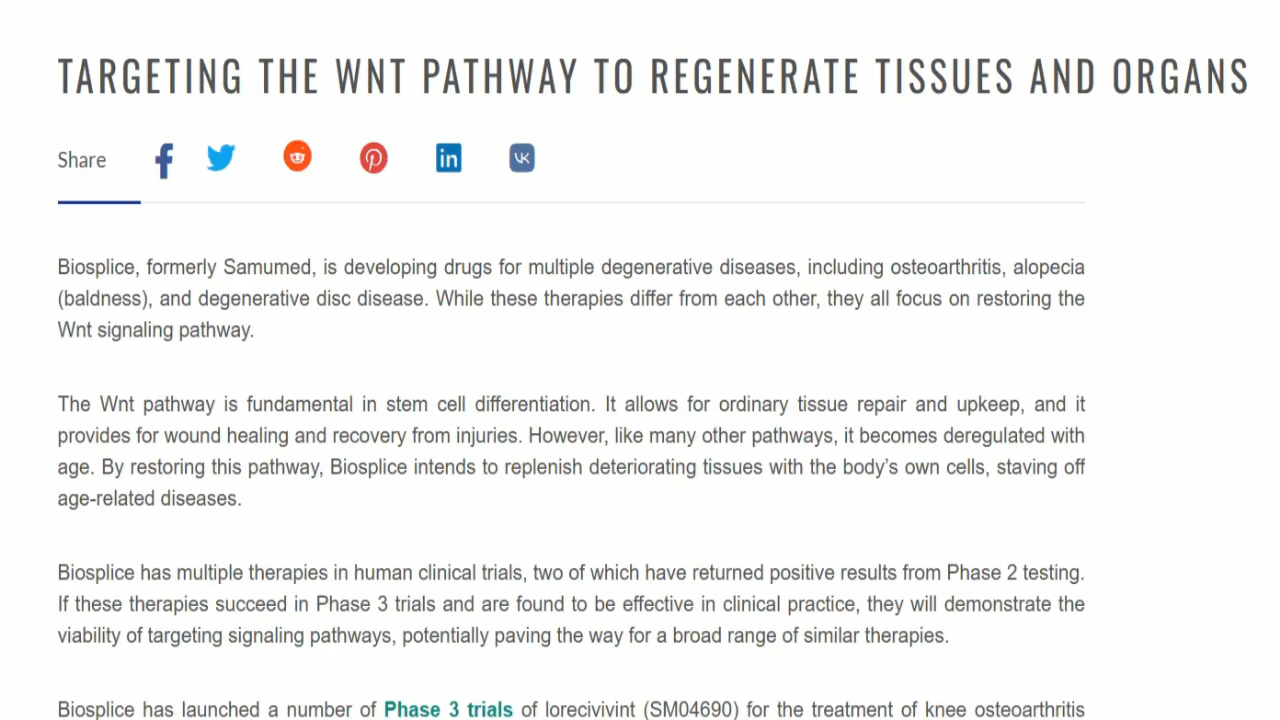 TARGETING THE WNT PATHWAY TO REGENERATE TISSUES AND ORGANS
Share
in
VK
Biosplice, formerly Samumed, is developing drugs for multiple degenerative diseases, including osteoarthritis, alopecia
(baldness), and degenerative disc disease. While these therapies differ from each other, they all focus on restoring the
Wnt signaling pathway.
The Wnt pathway is fundamental in stem cell differentiation. It allows for ordinary tissue repair and upkeep, and it
provides for wound healing and recovery from injuries. However, like many other pathways, it becomes deregulated with
age. By restoring this pathway, Biosplice intends to replenish deteriorating tissues with the body’s own cells, staving off
age-related diseases.
Biosplice has multiple therapies in human clinical trials, two of which have returned positive results from Phase 2 testing.
If these therapies succeed in Phase 3 trials and are found to be effective in clinical practice, they will demonstrate the
viability of targeting signaling pathways, potentially paving the way for a broad range of similar therapies.
Biosplice has launched a number of Phase 3 trials of lorecivivint (SM04690) for the treatment of knee osteoarthritis